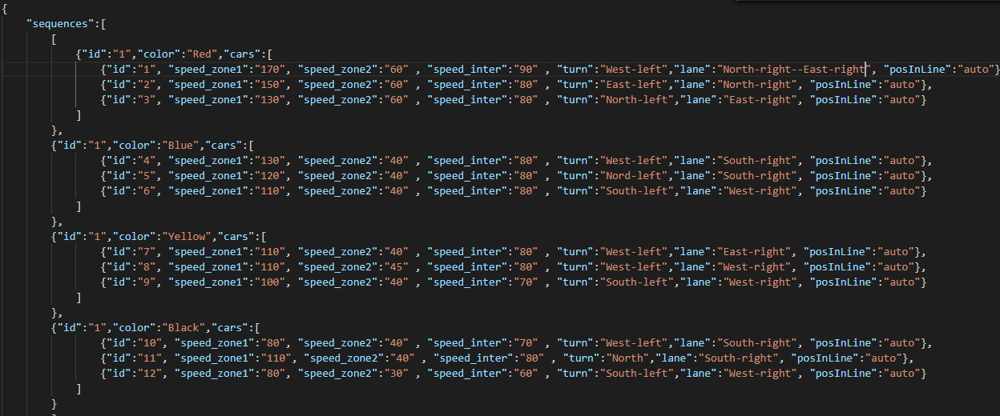 {
"sequences":[
[
{"id":"1","color":"Red","cars":[
{"id":"1", "speed_zone1":"170", "speed_zone2":"60" , "speed_inter":"90" , "turn":"West-left","lane":"North-right--East-right", "posInLine":"auto"}
{"id":"2", "speed_zone1":"150", "speed_zone2":"60" , "speed_inter":"80" , "turn":"East-left","lane":"North-right", "posInLine":"auto"},
{"id":"3", "speed_zone1":"130", "speed_zone2":"60" , "speed_inter":"80" , "turn":"North-left","lane":"East-right", "posInLine":"auto"}
]
},
{"id":"1","color":"Blue","cars":[
{"id":"4", "speed_zone1":"130", "speed_zone2":"40" , "speed_inter":"80" , "turn":"West-left","lane":"South-right", "posInLine":"auto"},
{"id":"5", "speed_zone1":"120", "speed_zone2":"40" , "speed_inter":"80" , "turn":"Nord-left","lane":"South-right", "posInLine":"auto"},
{"id":"6", "speed_zone1":"110", "speed_zone2":"40" , "speed_inter":"80" , "turn":"South-left","lane":"West-right", "posInLine":"auto"}
]
},
{"id":"1","color":"Yellow","cars":[
{"id":"7", "speed_zone1":"110", "speed_zone2":"40" , "speed_inter":"80" , "turn":"West-left","lane":"East-right", "posInLine":"auto"},
{"id":"8", "speed_zone1":"110", "speed_zone2":"45" , "speed_inter":"80" , "turn":"West-left","lane":"West-right", "posInLine":"auto"},
{"id":"9", "speed_zone1":"100", "speed_zone2":"40" , "speed_inter":"70" , "turn":"South-left","lane":"West-right", "posInLine":"auto"}
]
},
{"id":"1","color":"Black","cars":[
{"id":"10", "speed_zone1":"80", "speed_zone2":"40" , "speed_inter":"70" , "turn":"West-left","lane":"South-right", "posInLine":"auto"},
{"id":"11", "speed_zone1":"110", "speed_zone2":"40" , "speed_inter":"80" , "turn":"North","lane":"South-right", "posInLine":"auto"},
{"id":"12", "speed_zone1":"80", "speed_zone2":"30" , "speed_inter":"60" , "turn":"South-left","lane":"West-right", "posInLine":"auto"}
]
}